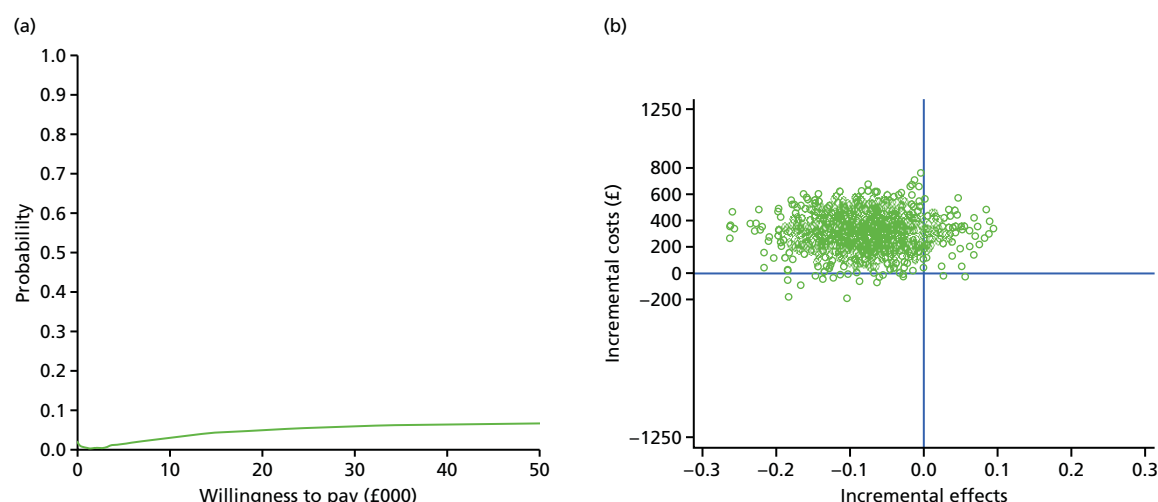 (a)
1.0
0.9
0.8
0.7
0.6
0.5
0.4
0.3
0.2
0.1
0.0
Probabililty
0 10 20 30 40 50
Willingness to pay (£000)
(b)
1250
800
600
400
200
0
−200
−1250
Incremental costs (£)
−0.3 −0.2 −0.1 0.0 0.1 0.2 0.3
Incremental effects